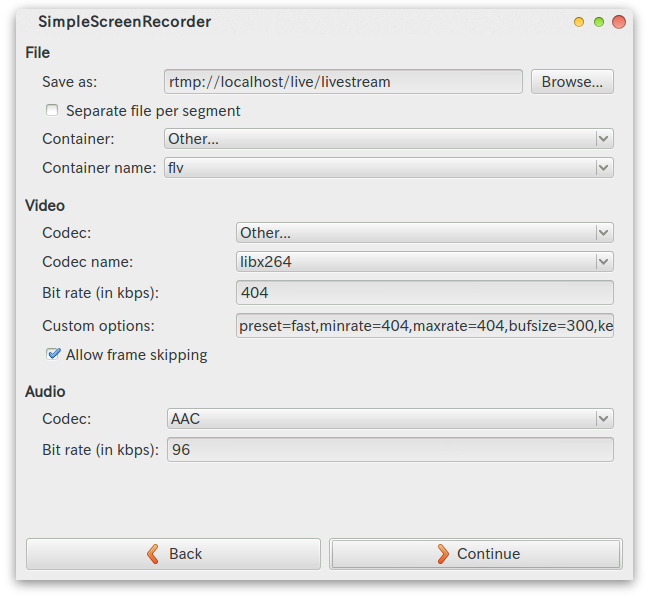 SimpleScreenRecorder
File
Save as: rtmp://localhost/live/livestream Browse...
Separate file per segment
Container: Other...
Container name: flv
Video
Codec: Other...
Codec name: libx264
Bit rate (in kbps): 404
Custom options: preset=fast,minrate=404,maxrate=404,bufsize=300,ke
Allow frame skipping
Audio
Codec: AAC
Bit rate (in kbps): 96
Back Continue